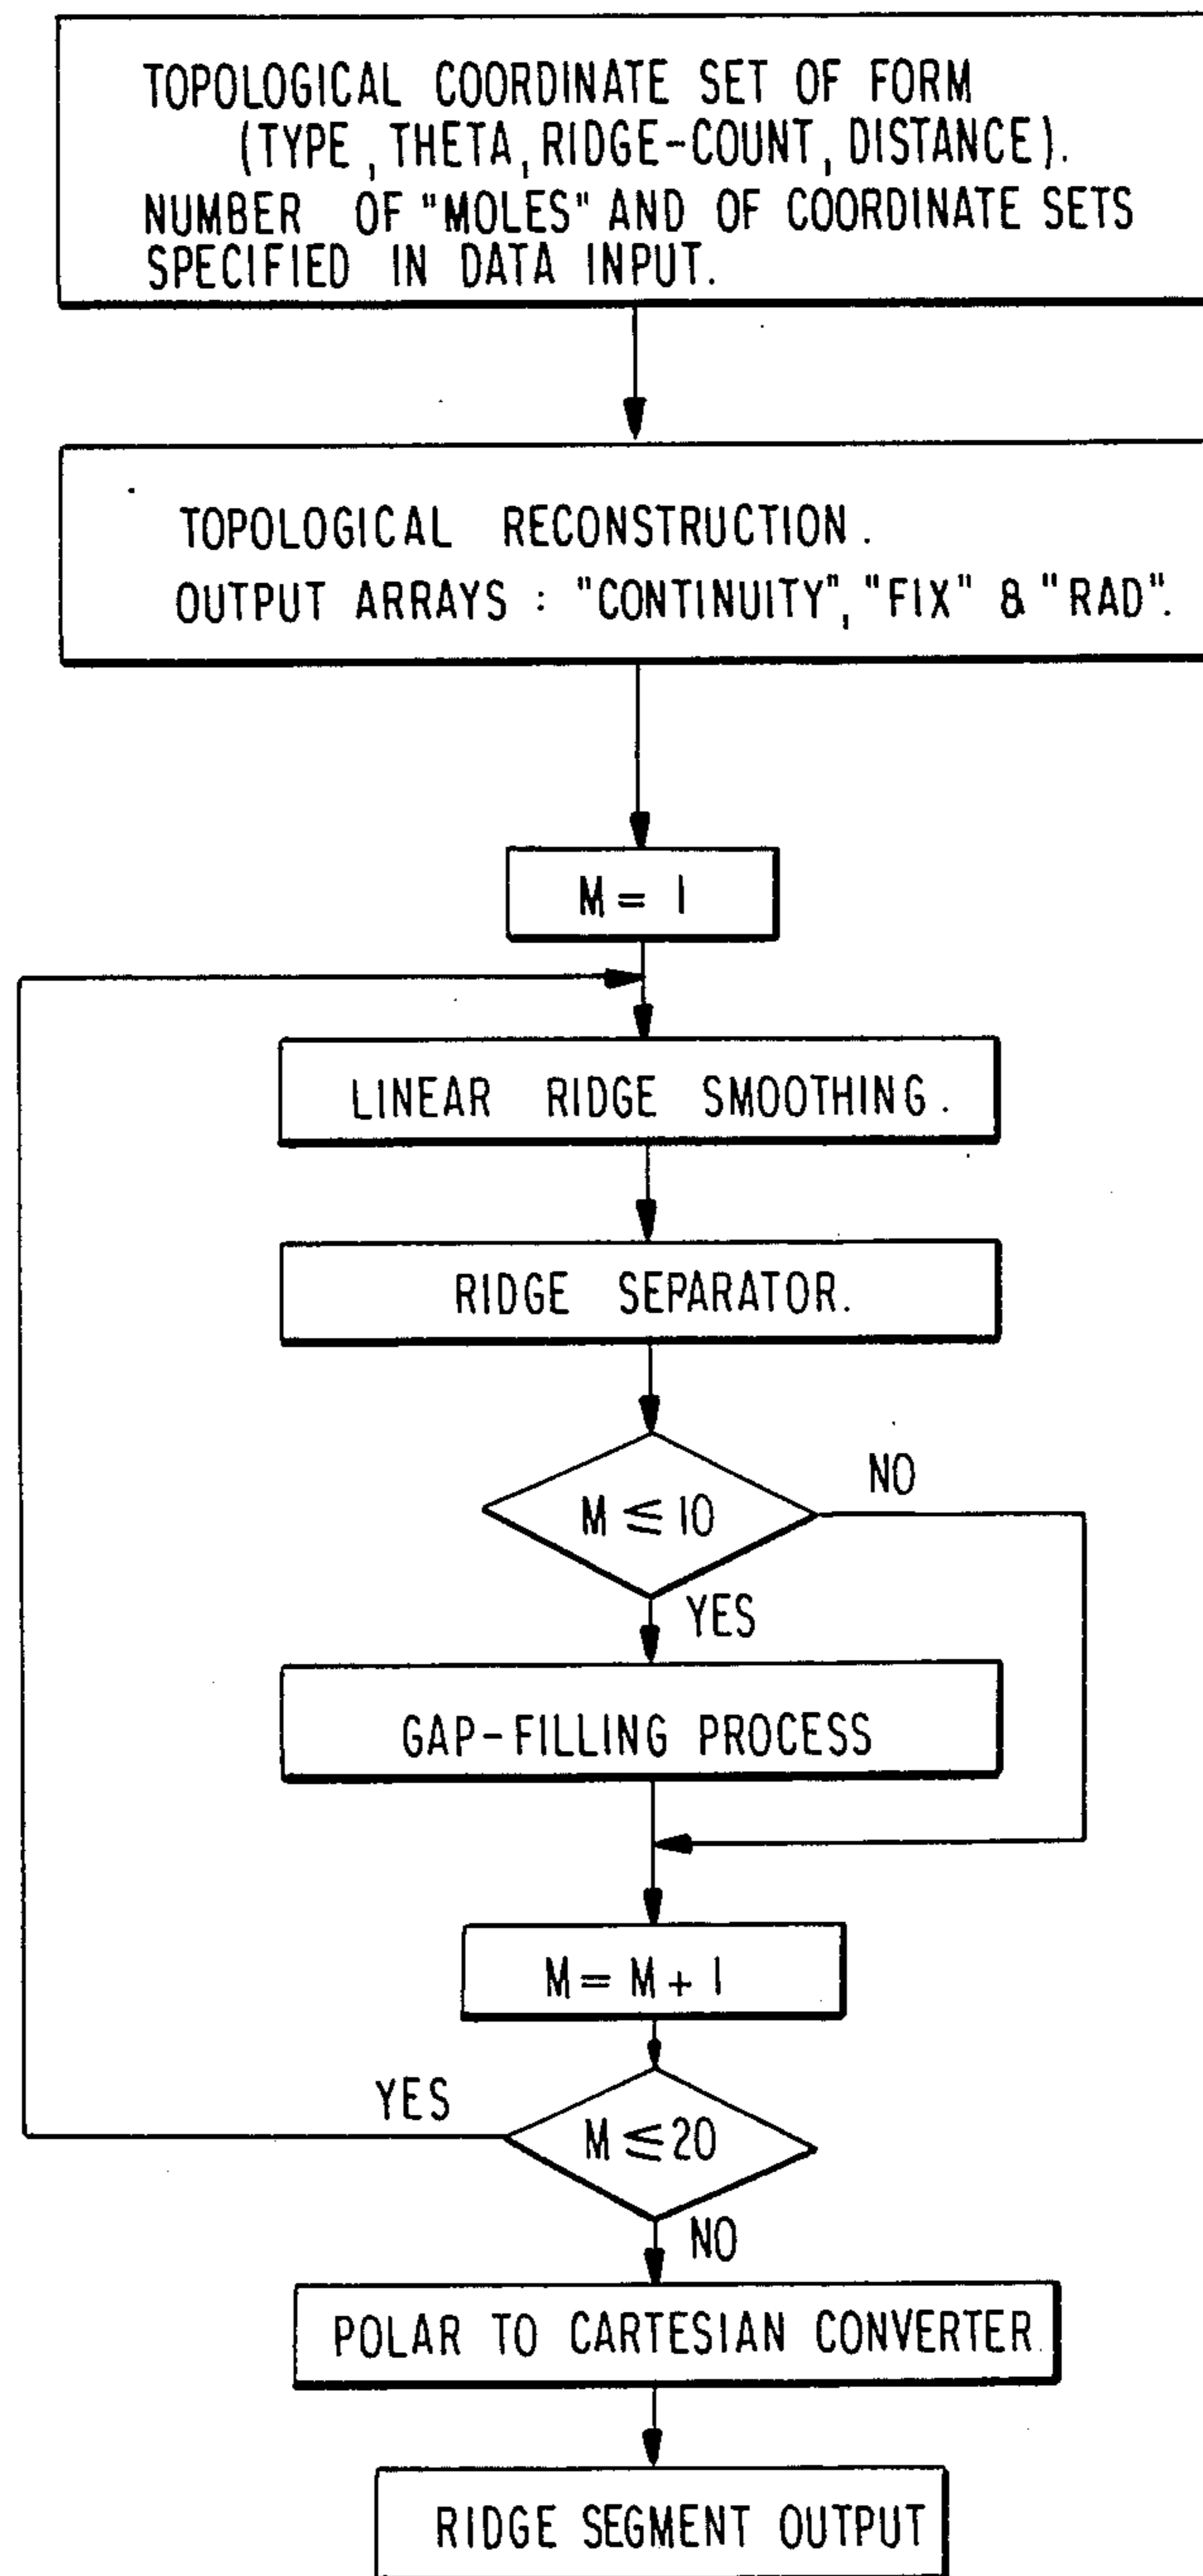 TOPOLOGICAL COORDINATE SET OF FORM
(TYPE, THETA, RIDGE-COUNT, DISTANCE).
NUMBER OF "MOLES" AND OF COORDINATE SETS
SPECIFIED IN DATA INPUT.
TOPOLOGICAL RECONSTRUCTION.
OUTPUT ARRAYS : "CONTINUITY", "FIX" & "RAD".
M = 1
LINEAR RIDGE SMOOTHING.
RIDGE SEPARATOR.
M ≦ 10
NO
YES
GAP-FILLING PROCESS
M = M + 1
YES
M ≦ 20
NO
POLAR TO CARTESIAN CONVERTER
RIDGE SEGMENT OUTPUT